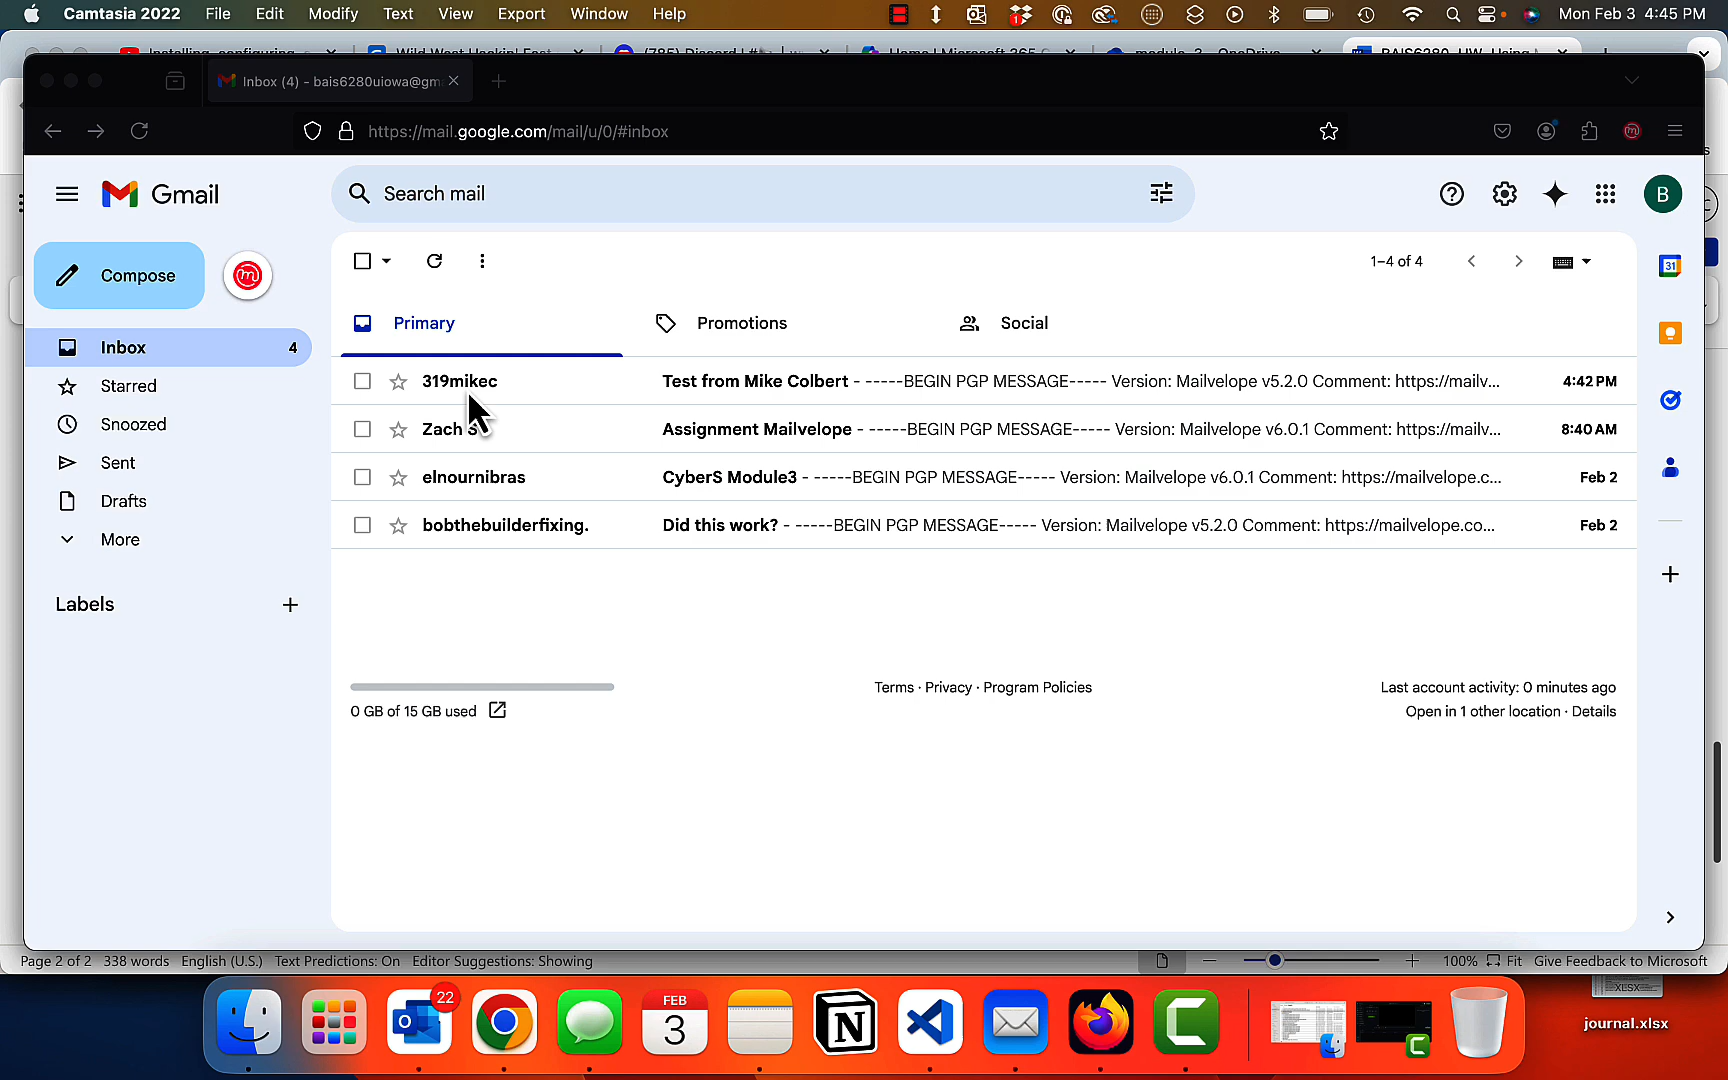 Camtasia 2022 File Edit Modify Text View Export Window Help 1 Mon Feb 3 4:45 PM
Inbox (4) - bais6280uiowa@gm
https://mail.google.com/mail/u/0/#inbox
Gmail
Search mail
B
Compose
1–4 of 4
31
Primary Promotions Social
Inbox 4
Starred
Snoozed
Sent
Drafts
More
Labels
319mikec Test from Mike Colbert - -----BEGIN PGP MESSAGE----- Version: Mailvelope v5.2.0 Comment: https://mailv... 4:42 PM
Zach S Assignment Mailvelope - -----BEGIN PGP MESSAGE----- Version: Mailvelope v6.0.1 Comment: https://mailv... 8:40 AM
elnournibras CyberS Module3 - -----BEGIN PGP MESSAGE----- Version: Mailvelope v6.0.1 Comment: https://mailvelope.c... Feb 2
bobthebuilderfixing. Did this work? - -----BEGIN PGP MESSAGE----- Version: Mailvelope v5.2.0 Comment: https://mailvelope.co... Feb 2
Terms · Privacy · Program Policies
Last account activity: 0 minutes ago
0 GB of 15 GB used
Open in 1 other location · Details
Page 2 of 2 338 words English (U.S.) Text Predictions: On Editor Suggestions: Showing 100% Fit Give Feedback to Microsoft
XLSX
journal.xlsx
22
FEB
3